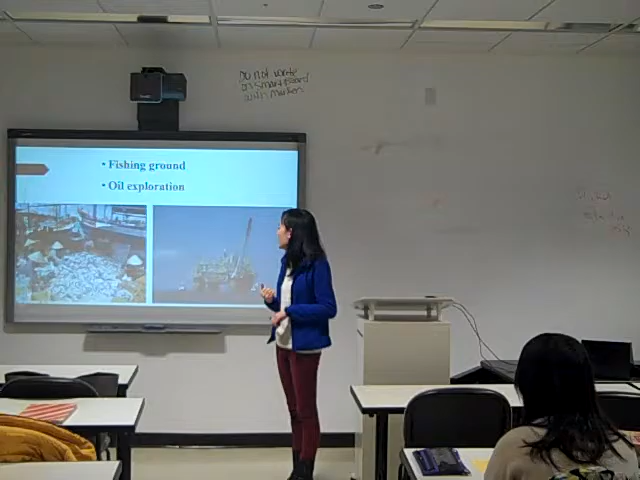 Do not write
on smartboard
with marker
• Fishing ground
• Oil exploration